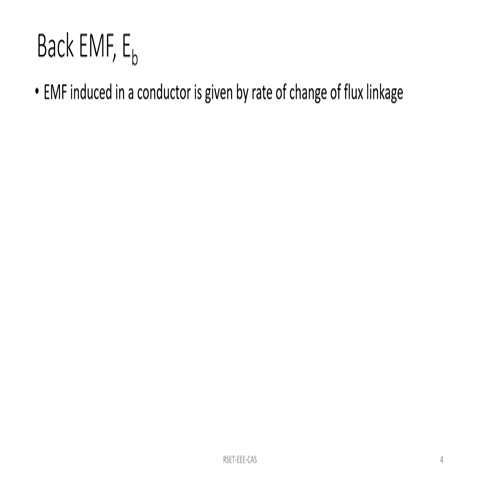 Back EMF, E_b
• EMF induced in a conductor is given by rate of change of flux linkage
RSET-EEE-CAS
4